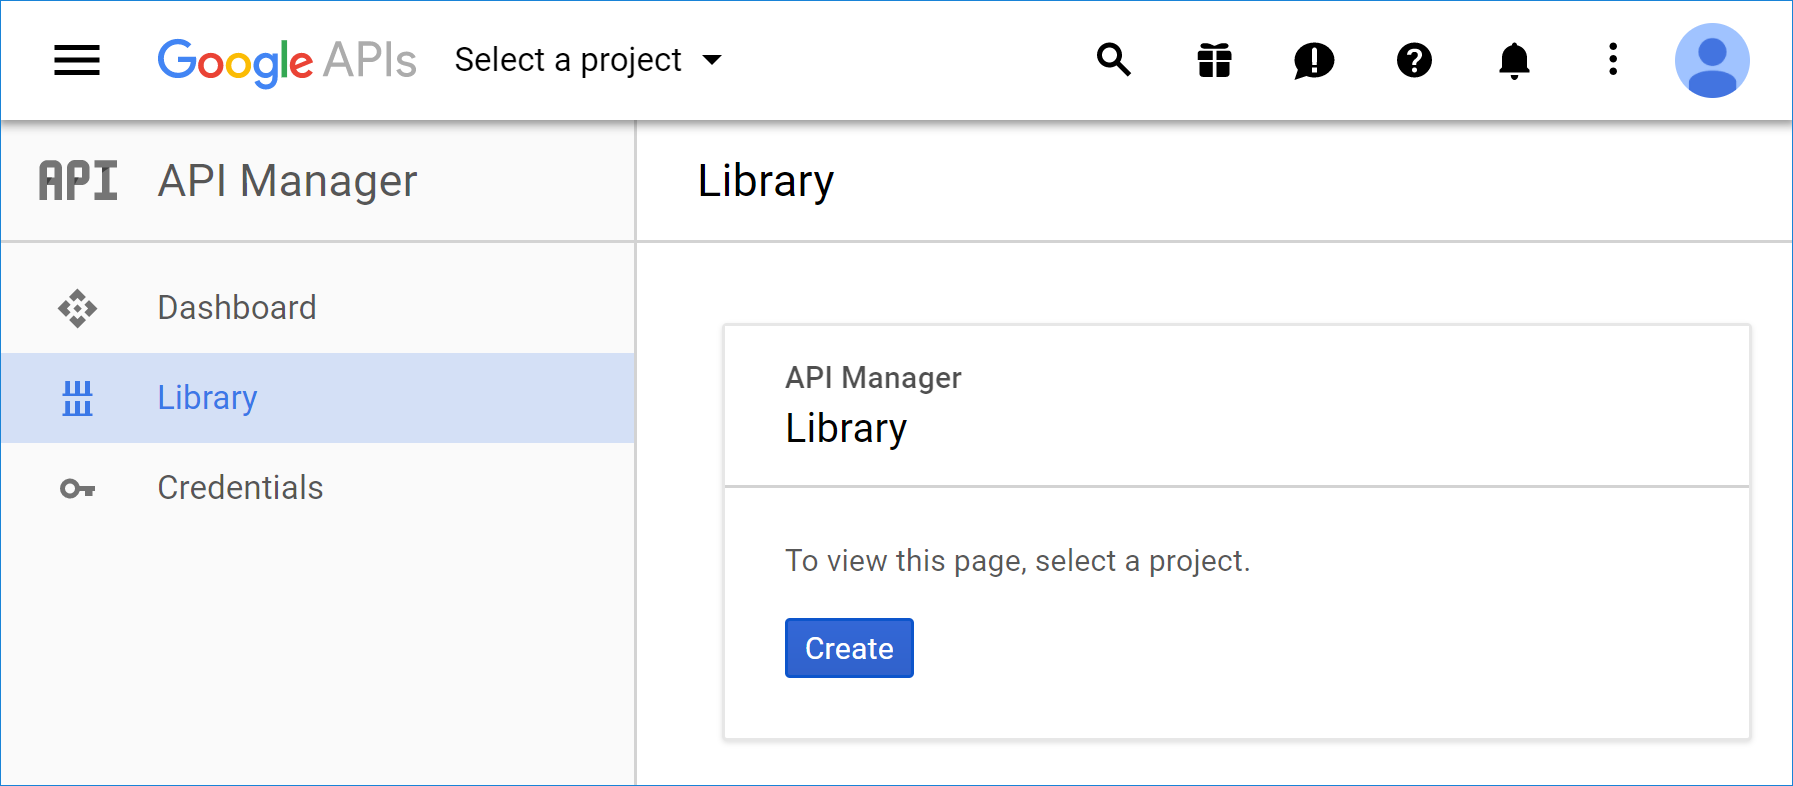 Google APIs Select a project
API API Manager
Library
Dashboard
Library
Credentials
API Manager
Library
To view this page, select a project.
Create